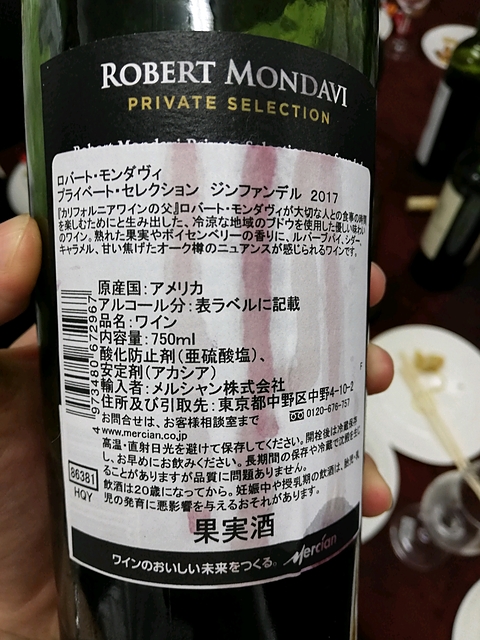 ROBERT MONDAVI
PRIVATE SELECTION
ロバート・モンダヴィ
プライベート・セレクション ジンファンデル 2017
『カリフォルニアワインの父』ロバート・モンダヴィが大切な人との食事の時間
を楽しむためにと生み出した、冷涼な地域のブドウを使用した優しい味わい
のワイン。熟れた果実やボイセンベリーの香りに、ルバーブパイ、シダー、
キャラメル、甘い焦げたオーク樽のニュアンスが感じられるワインです。
原産国:アメリカ
アルコール分:表ラベルに記載
品名:ワイン
内容量:750ml
酸化防止剤(亜硫酸塩)、
安定剤(アカシア)
輸入者:メルシャン株式会社
住所及び引取先:東京都中野区中野4-10-2
お問合せは、お客様相談室まで 0120-676-757
www.mercian.co.jp
高温・直射日光を避けて保存してください。開栓後は冷蔵保存
し、お早めにお飲みください。長期間の保存や冷蔵で沈殿を生じ
ることがありますが品質に問題ありません。
飲酒は20歳になってから。妊娠中や授乳期の飲酒は、胎児・乳
児の発育に悪影響を与えるおそれがあります。
4 973480 672967
86381
HQY
果実酒
ワインのおいしい未来をつくる。 Mercian